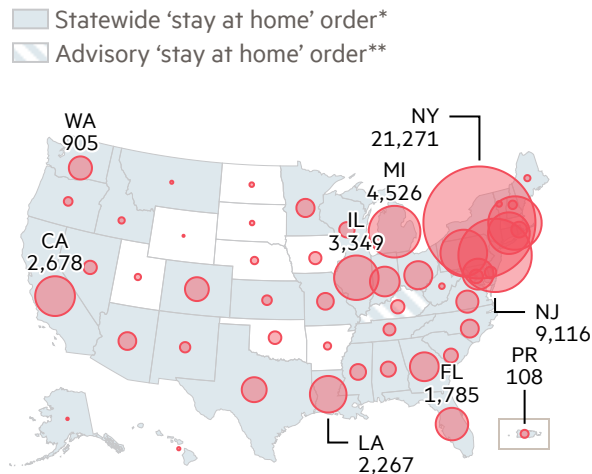 Statewide ‘stay at home’ order*
Advisory ‘stay at home’ order**
WA
905
NY
21,271
MI
4,526
IL
3,349
CA
2,678
NJ
9,116
PR
108
FL
1,785
LA
2,267